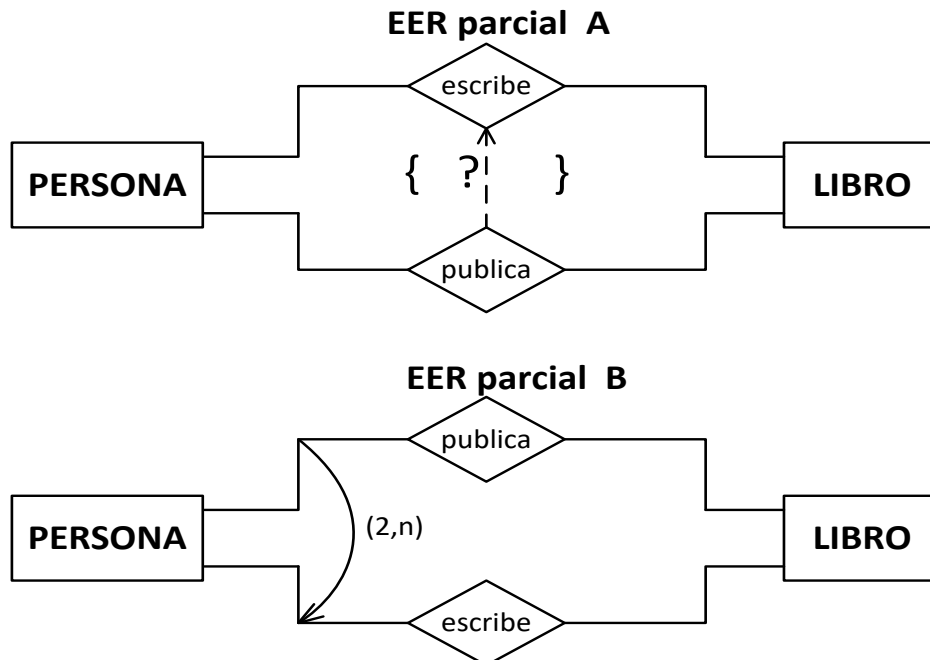 EER parcial A
escribe
PERSONA
{ ? }
LIBRO
publica
EER parcial B
publica
PERSONA
(2,n)
LIBRO
escribe